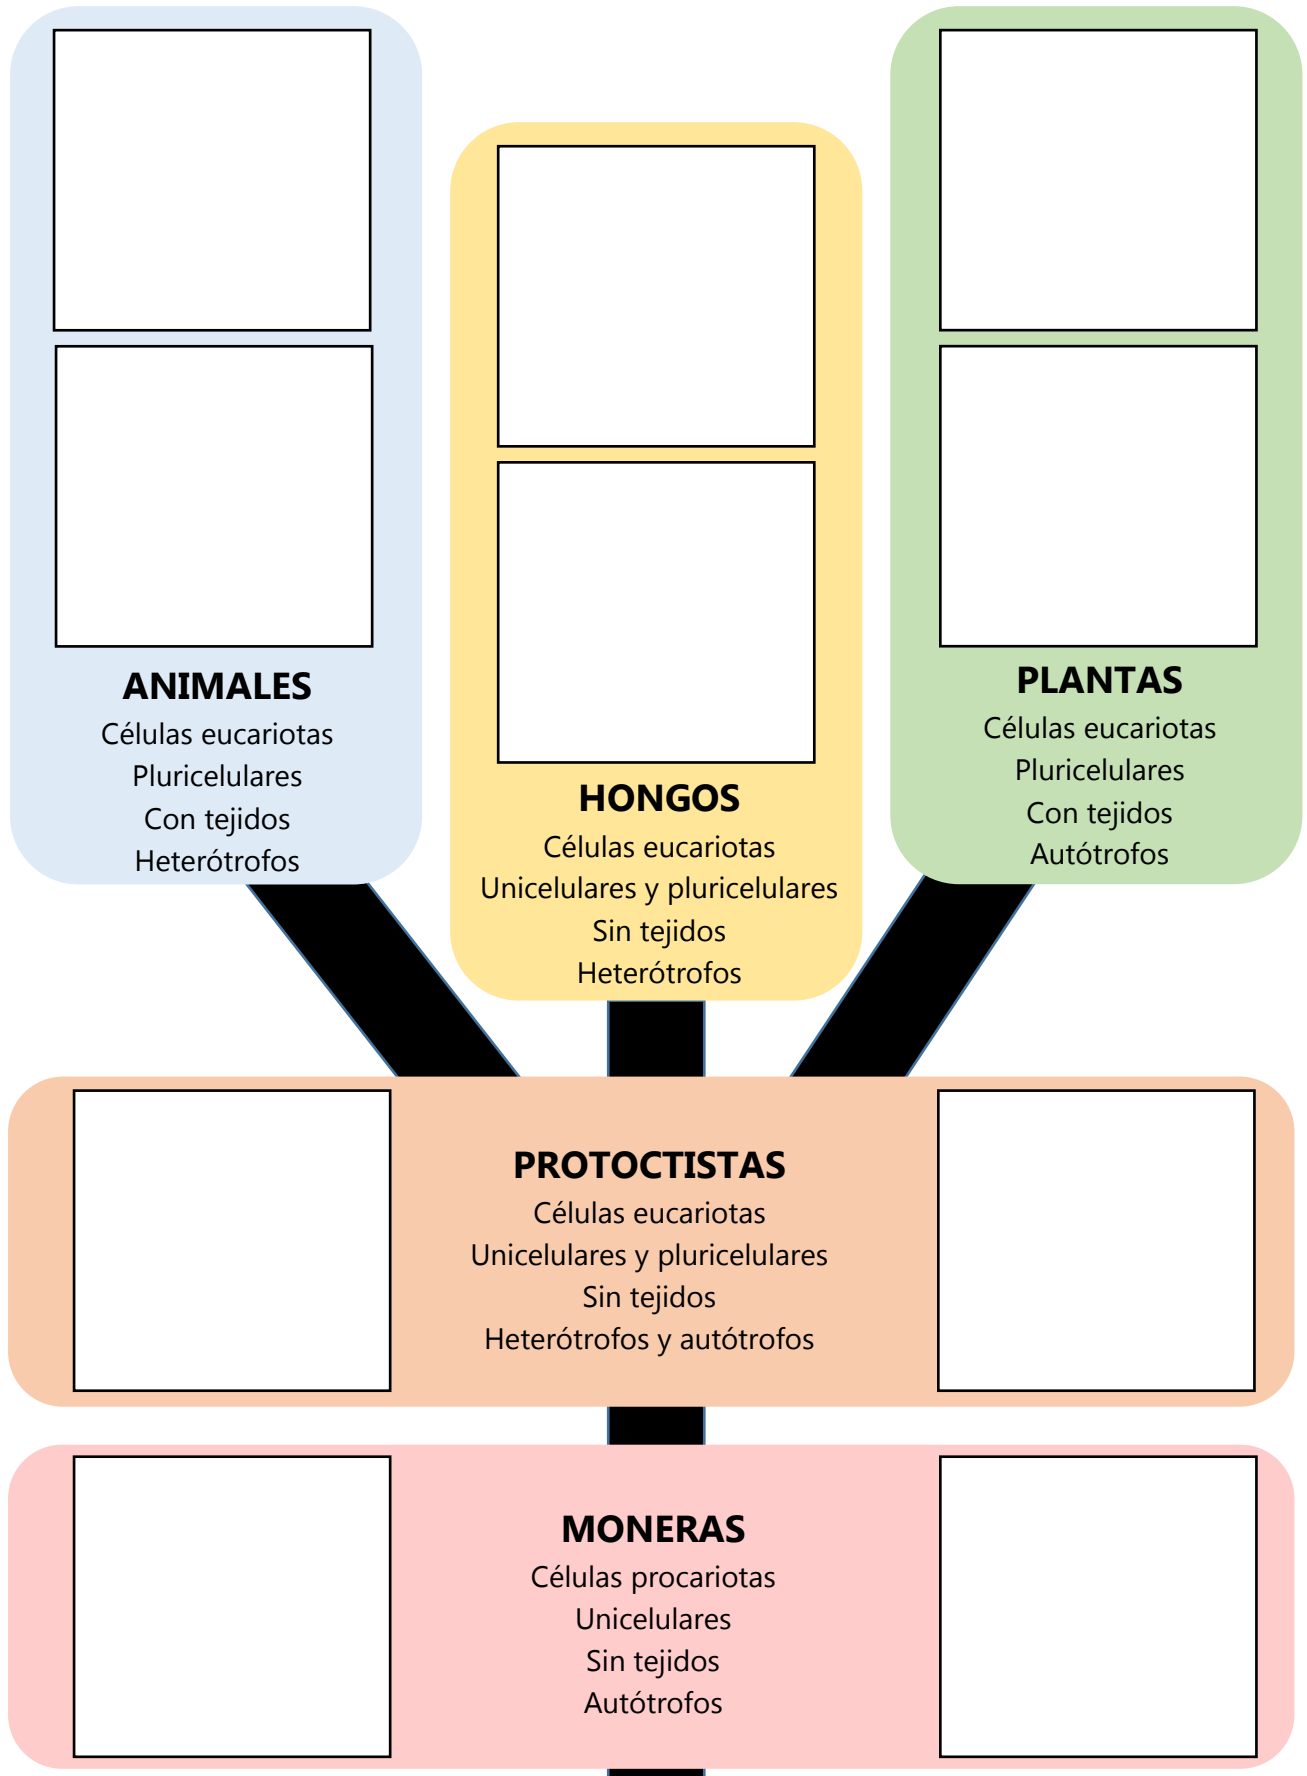 ANIMALES
Células eucariotas
Pluricelulares
Con tejidos
Heterótrofos
HONGOS
Células eucariotas
Unicelulares y pluricelulares
Sin tejidos
Heterótrofos
PLANTAS
Células eucariotas
Pluricelulares
Con tejidos
Autótrofos
PROTOCTISTAS
Células eucariotas
Unicelulares y pluricelulares
Sin tejidos
Heterótrofos y autótrofos
MONERAS
Células procariotas
Unicelulares
Sin tejidos
Autótrofos